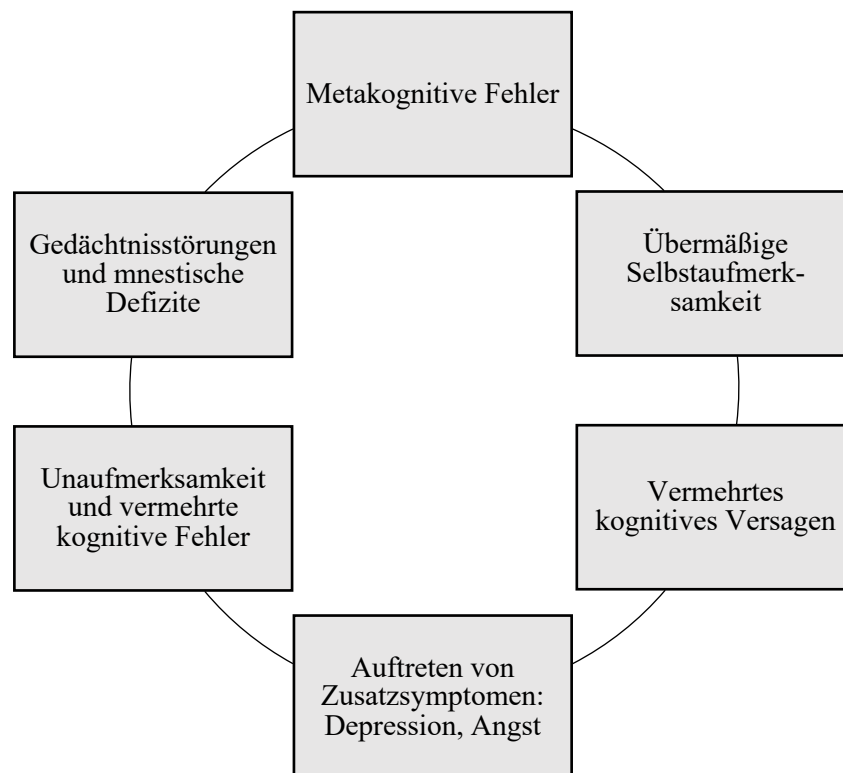 Metakognitive Fehler
Übermäßige
Selbstaufmerk-
samkeit
Vermehrtes
kognitives Versagen
Auftreten von
Zusatzsymptomen:
Depression, Angst
Unaufmerksamkeit
und vermehrte
kognitive Fehler
Gedächtnisstörungen
und mnestische
Defizite